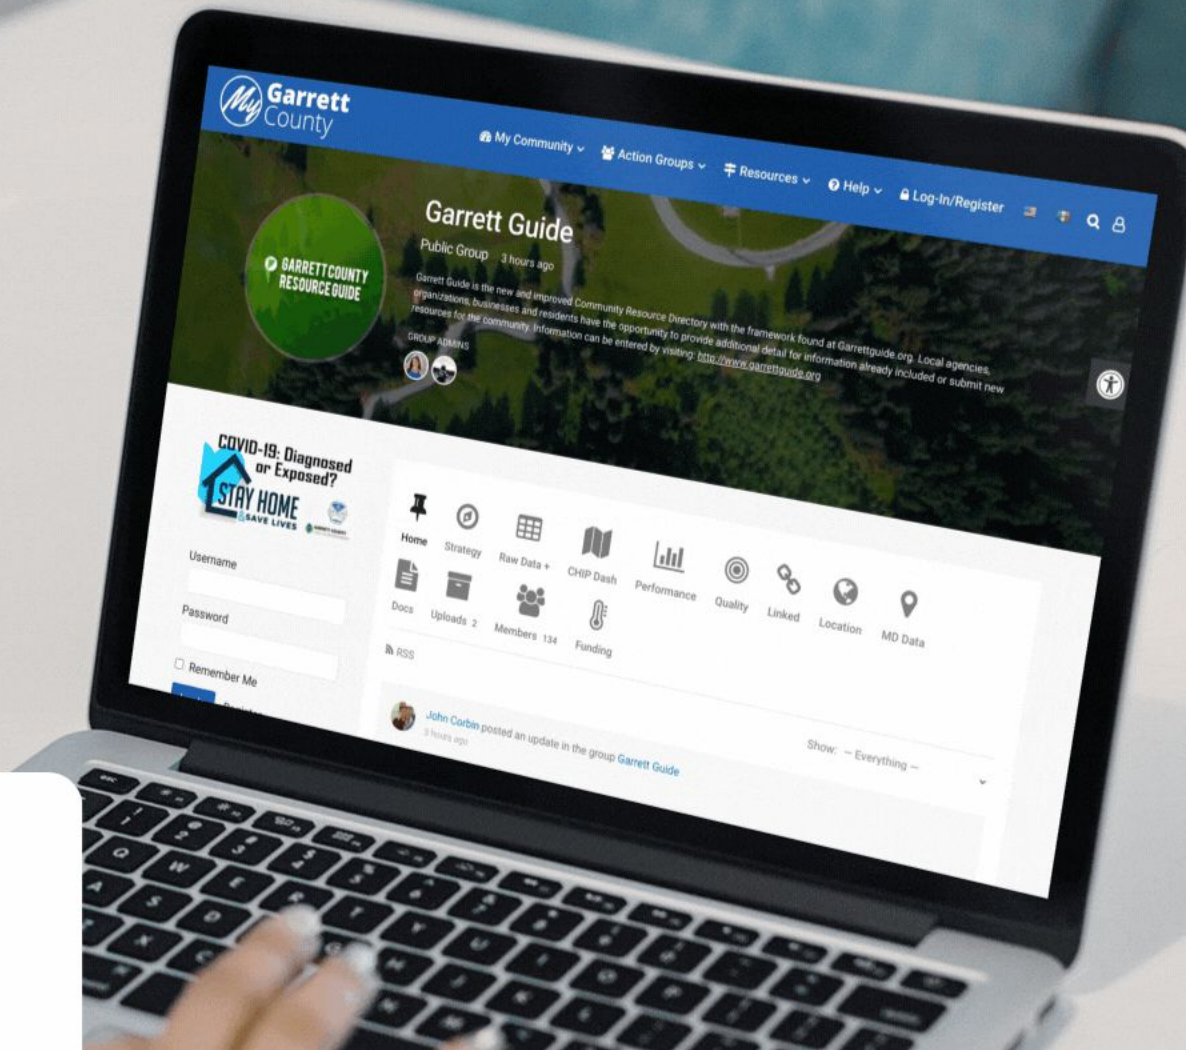 My Garrett
County
My Community
Action Groups
Resources
Help
Log-In/Register
Garrett Guide
Public Group 3 hours ago
Garrett Guide is the new and improved Community Resource Directory with the framework found at Garrettguide.org. Local agencies,
organizations, businesses and residents have the opportunity to provide additional detail for information already included or submit new
resources for the community. Information can be entered by visiting: http://www.garrettguide.org
GROUP ADMINS
GARRETT COUNTY
RESOURCE GUIDE
COVID-19: Diagnosed
or Exposed?
STAY HOME
& SAVE LIVES
Username
Password
Remember Me
Home
Strategy
Raw Data +
CHIP Dash
Performance
Quality
Linked
Location
MD Data
Docs
Uploads 2
Members 134
Funding
RSS
Show: — Everything —
John Corbin posted an update in the group Garrett Guide
3 hours ago
esc
Q
W
E
R
T
Y
U
A
S
D
G
H
X
C